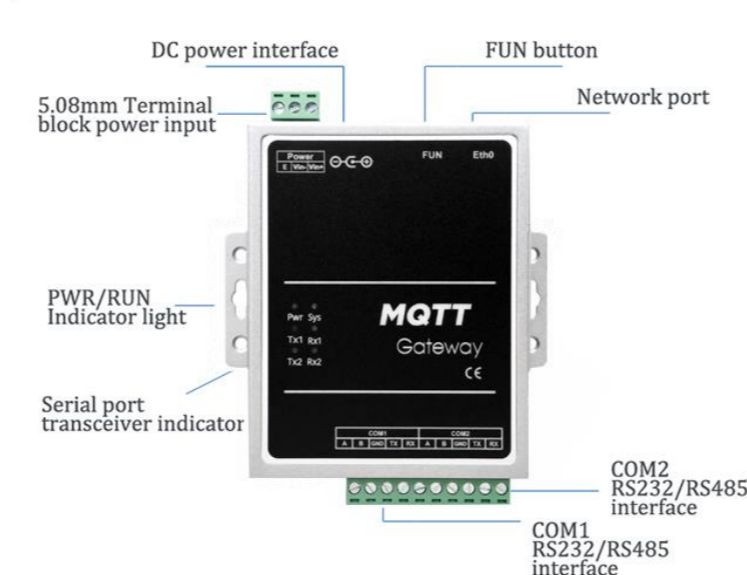 DC power interface
FUN button
5.08mm Terminal
block power input
Network port
Power
E Vin- Vin+
FUN
Eth0
PWR/RUN
Indicator light
Pwr Sys
Tx1 Rx1
Tx2 Rx2
MQTT
Gateway
CE
Serial port
transceiver indicator
COM1 COM2
A B GND TX RX A B GND TX RX
COM2
RS232/RS485
interface
COM1
RS232/RS485
interface